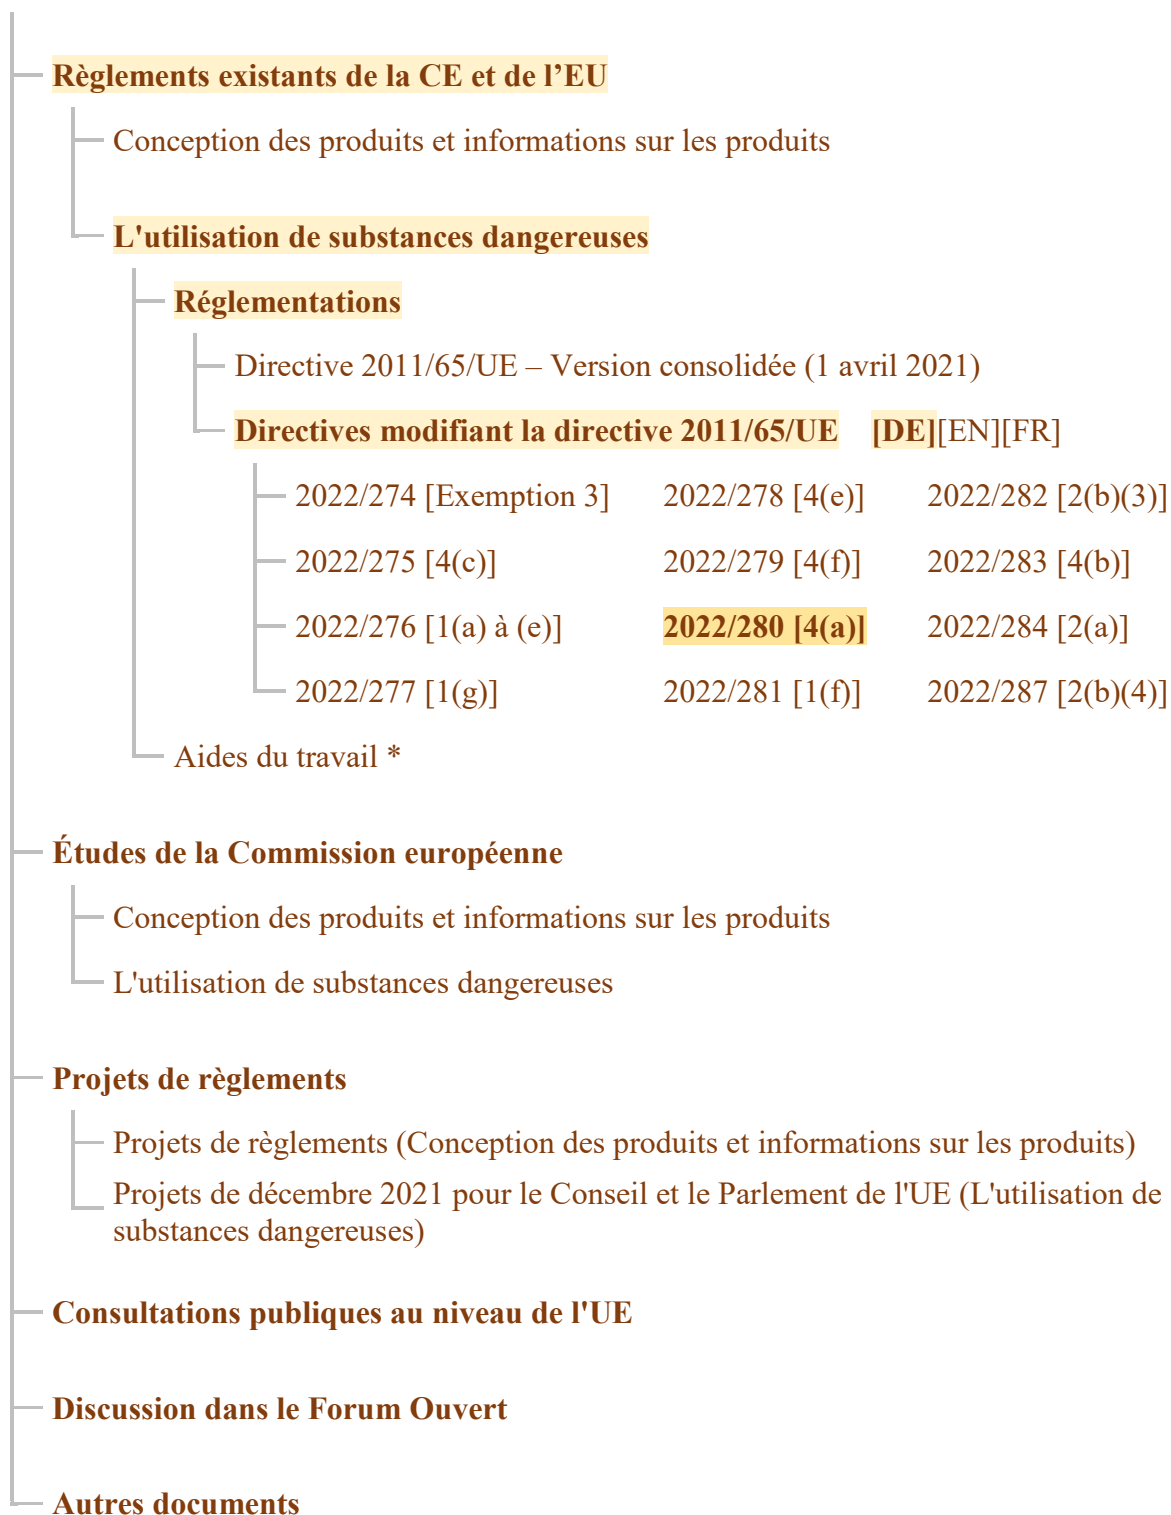 Règlements existants de la CE et de l’EU
Conception des produits et informations sur les produits
L'utilisation de substances dangereuses
Réglementations
Directive 2011/65/UE – Version consolidée (1 avril 2021)
Directives modifiant la directive 2011/65/UE [DE][EN][FR]
2022/274 [Exemption 3] 2022/278 [4(e)] 2022/282 [2(b)(3)]
2022/275 [4(c)] 2022/279 [4(f)] 2022/283 [4(b)]
2022/276 [1(a) à (e)] 2022/280 [4(a)] 2022/284 [2(a)]
2022/277 [1(g)] 2022/281 [1(f)] 2022/287 [2(b)(4)]
Aides du travail *
Études de la Commission européenne
Conception des produits et informations sur les produits
L'utilisation de substances dangereuses
Projets de règlements
Projets de règlements (Conception des produits et informations sur les produits)
Projets de décembre 2021 pour le Conseil et le Parlement de l'UE (L'utilisation de
substances dangereuses)
Consultations publiques au niveau de l'UE
Discussion dans le Forum Ouvert
Autres documents